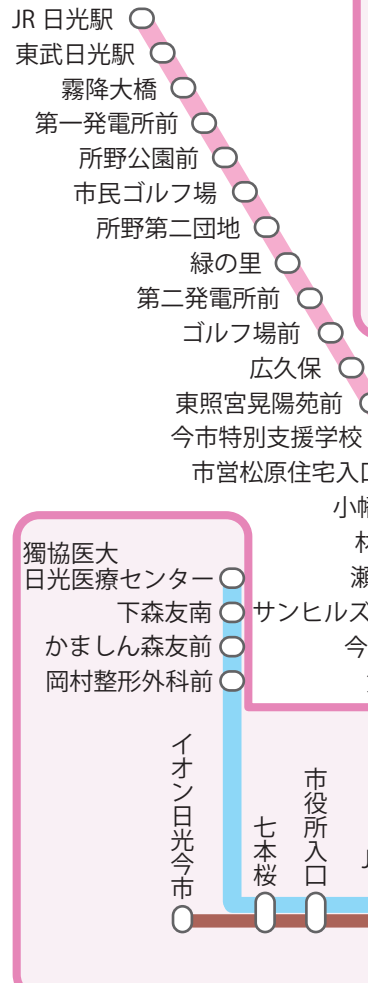 JR 日光駅
東武日光駅
霧降大橋
第一発電所前
所野公園前
市民ゴルフ場
所野第二団地
緑の里
第二発電所前
ゴルフ場前
広久保
東照宮晃陽苑前
今市特別支援学校
市営松原住宅入口
小幡
サンヒルズ
今
獨協医大
日光医療センター
下森友南
かましん森友前
岡村整形外科前
イオン日光今市
七本桜
市役所入口
J